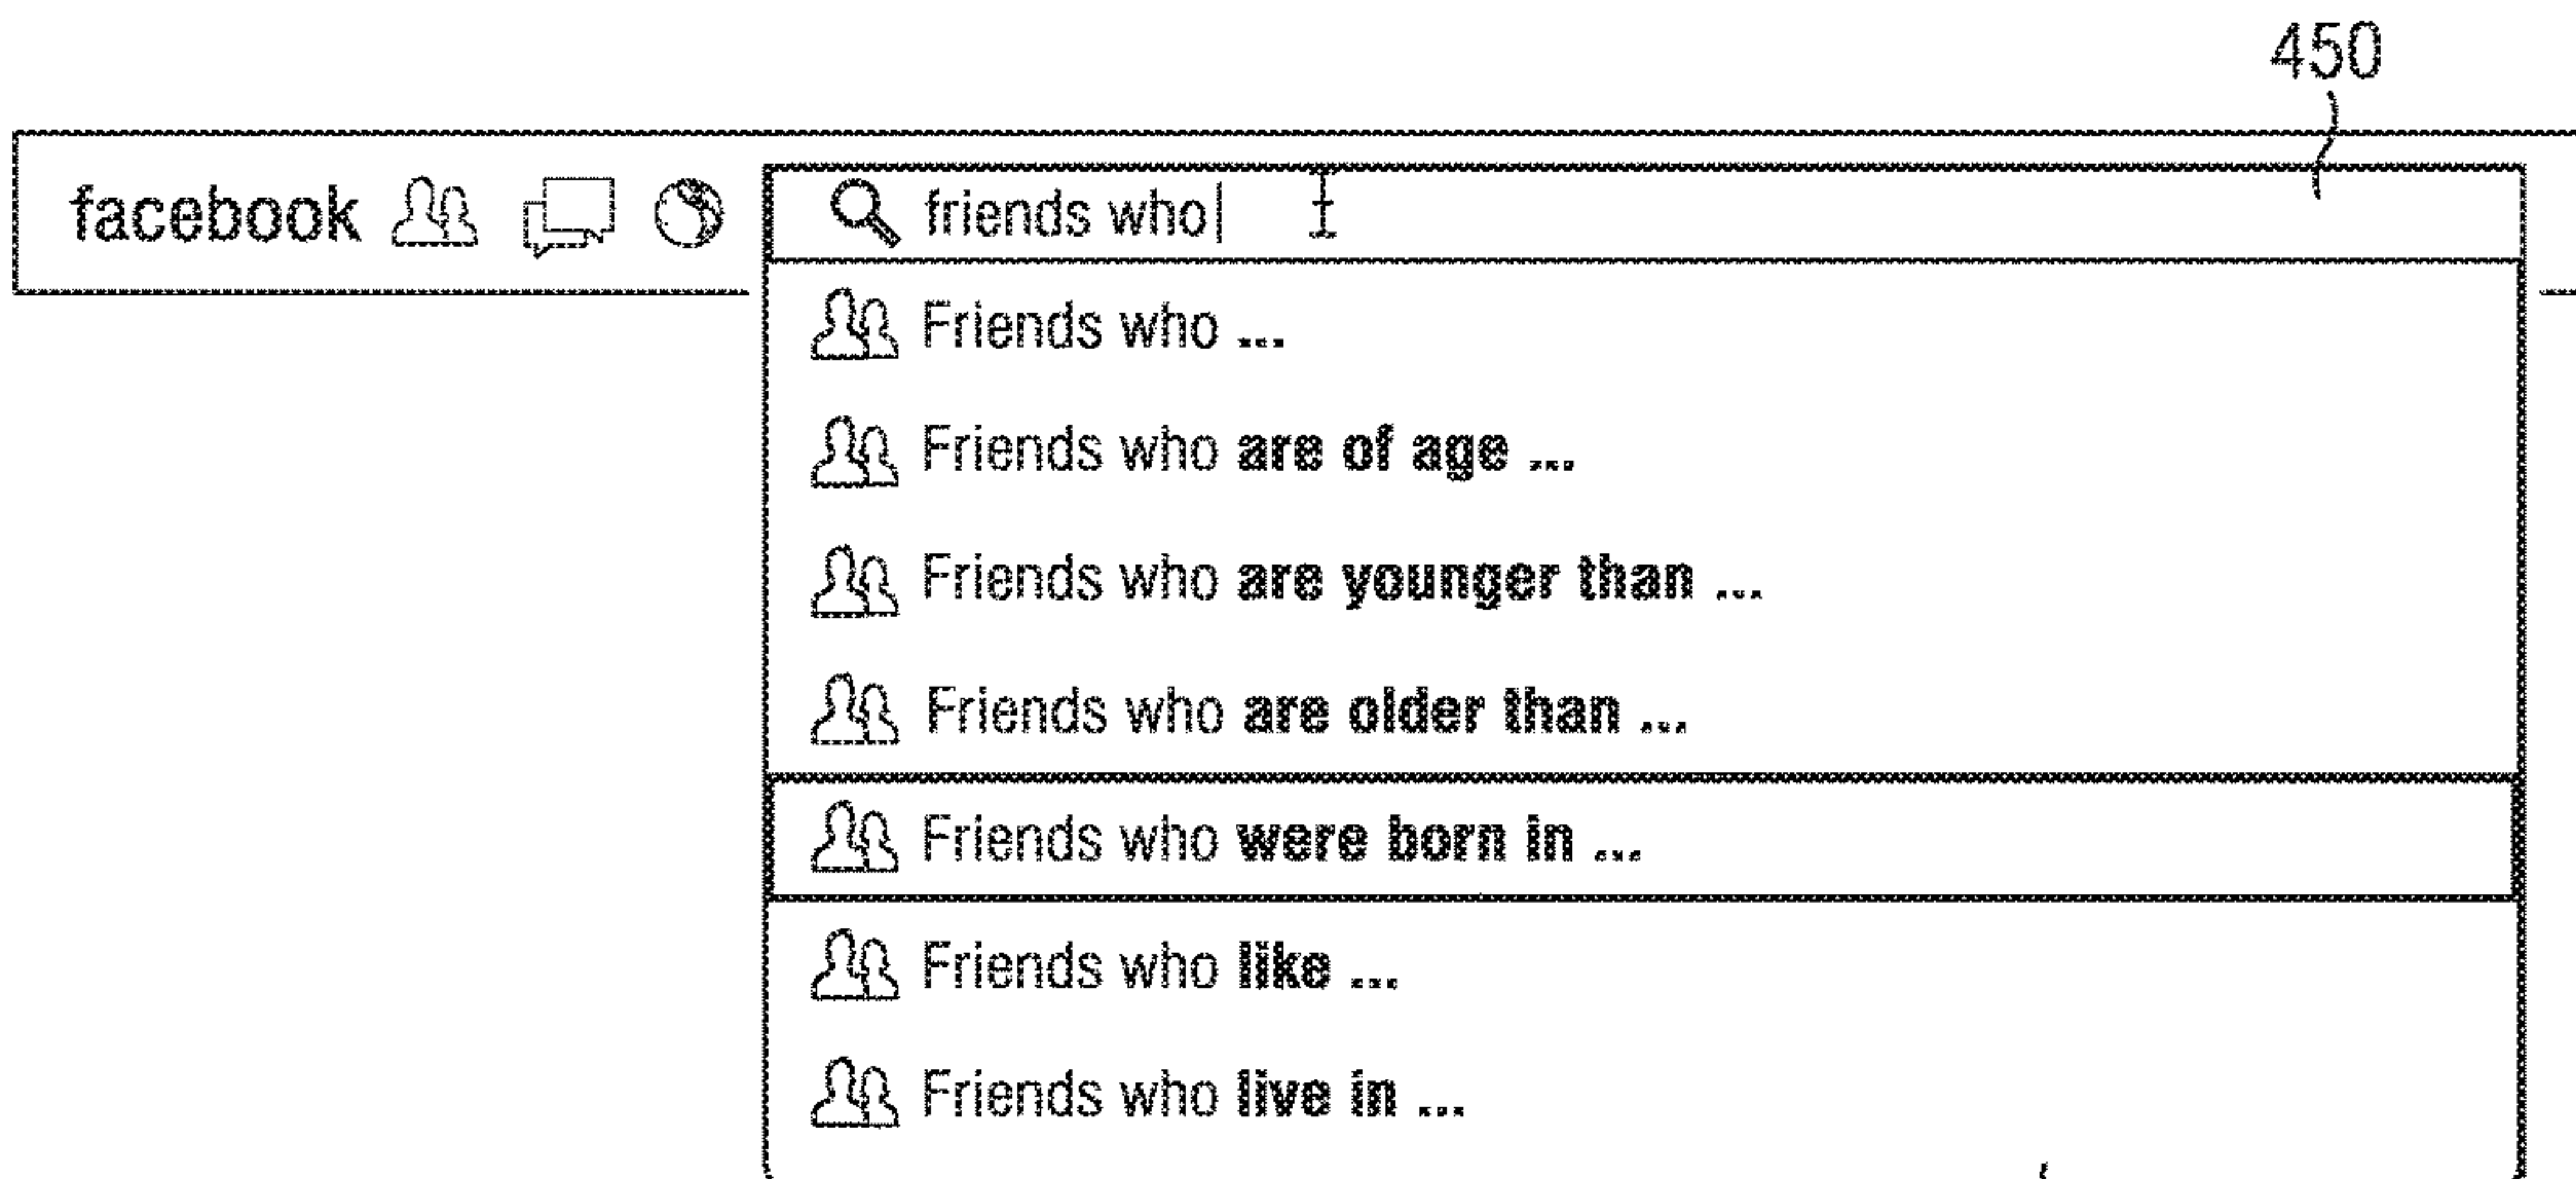 450
facebook friends who
Friends who ...
Friends who are of age ...
Friends who are younger than ...
Friends who are older than ...
Friends who were born in ...
Friends who like ...
Friends who live in ...